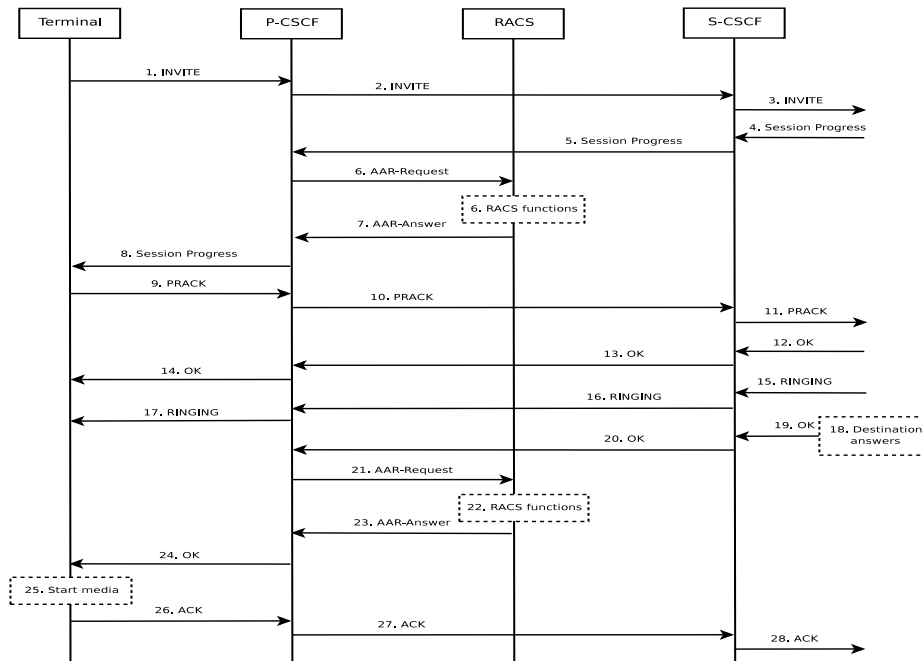 Terminal
P-CSCF
RACS
S-CSCF
1. INVITE
2. INVITE
3. INVITE
4. Session Progress
5. Session Progress
6. AAR-Request
6. RACS functions
7. AAR-Answer
8. Session Progress
9. PRACK
10. PRACK
11. PRACK
12. OK
13. OK
14. OK
15. RINGING
16. RINGING
17. RINGING
18. Destination
answers
19. OK
20. OK
21. AAR-Request
22. RACS functions
23. AAR-Answer
24. OK
25. Start media
26. ACK
27. ACK
28. ACK